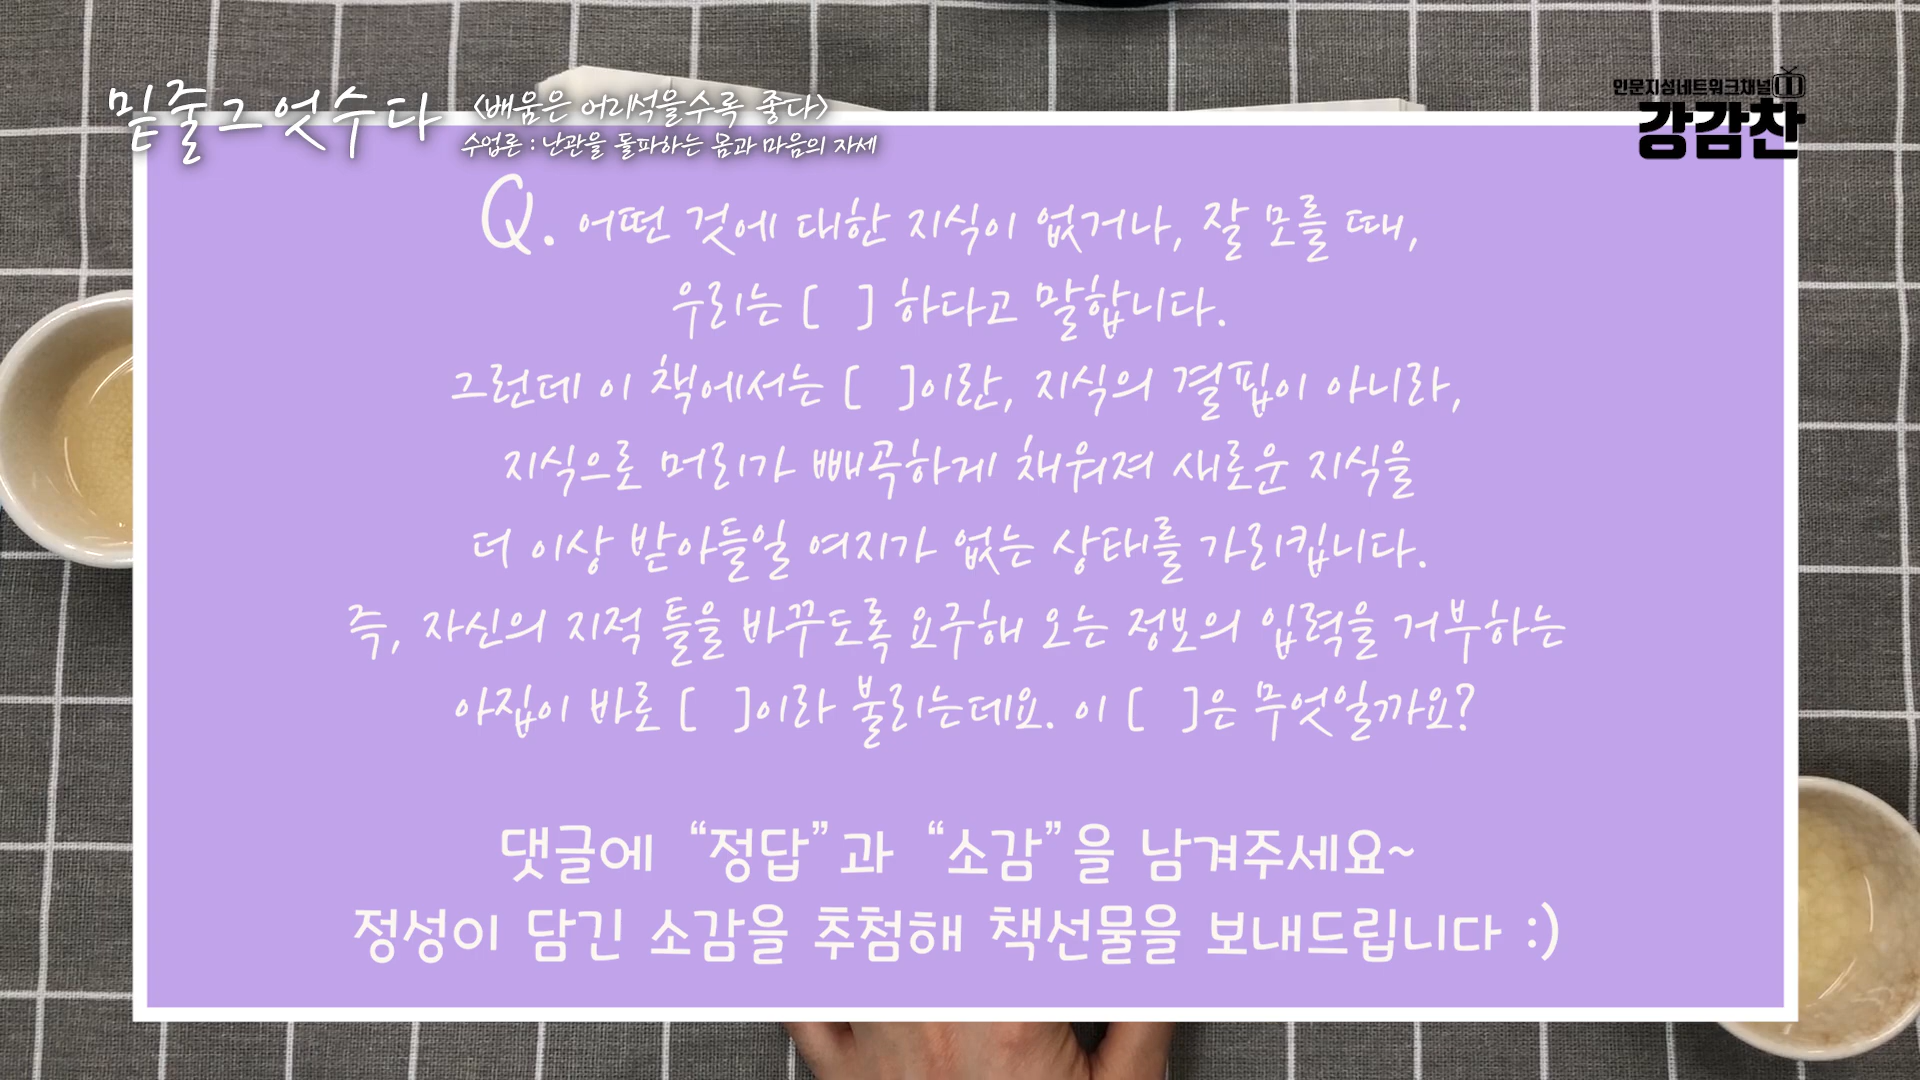 밑줄그엇수다
<배움은 어리석을수록 좋다>
수업론 : 난관을 돌파하는 몸과 마음의 자세
인문지성네트워크채널
강감찬
Q. 어떤 것에 대한 지식이 없거나, 잘 모를 때,
우리는 [ ] 하다고 말합니다.
그런데 이 책에서는 [ ]이란, 지식의 결핍이 아니라,
지식으로 머리가 빼곡하게 채워져 새로운 지식을
더 이상 받아들일 여지가 없는 상태를 가리킵니다.
즉, 자신의 지적 틀을 바꾸도록 요구해 오는 정보의 입력을 거부하는
아집이 바로 [ ]이라 불리는데요. 이 [ ]은 무엇일까요?
댓글에 “정답”과 “소감”을 남겨주세요~
정성이 담긴 소감을 추첨해 책선물을 보내드립니다 :)